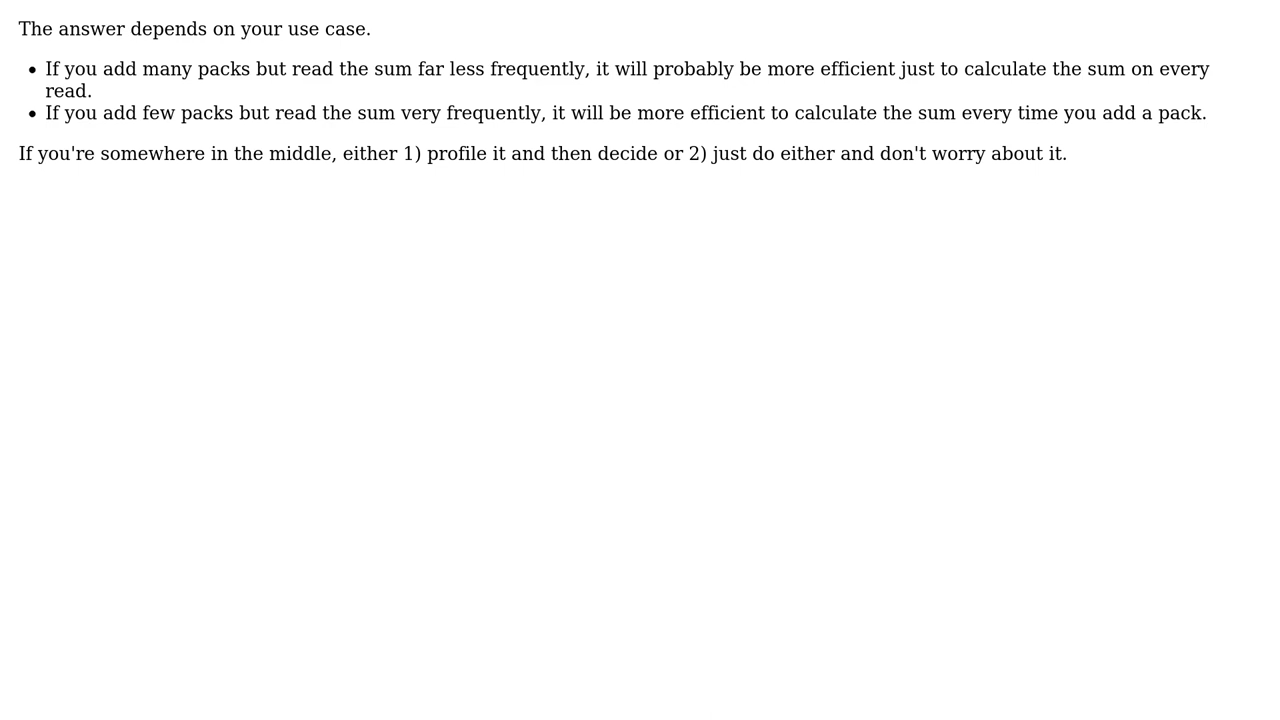 The answer depends on your use case.
• If you add many packs but read the sum far less frequently, it will probably be more efficient just to calculate the sum on every
read.
• If you add few packs but read the sum very frequently, it will be more efficient to calculate the sum every time you add a pack.
If you're somewhere in the middle, either 1) profile it and then decide or 2) just do either and don't worry about it.